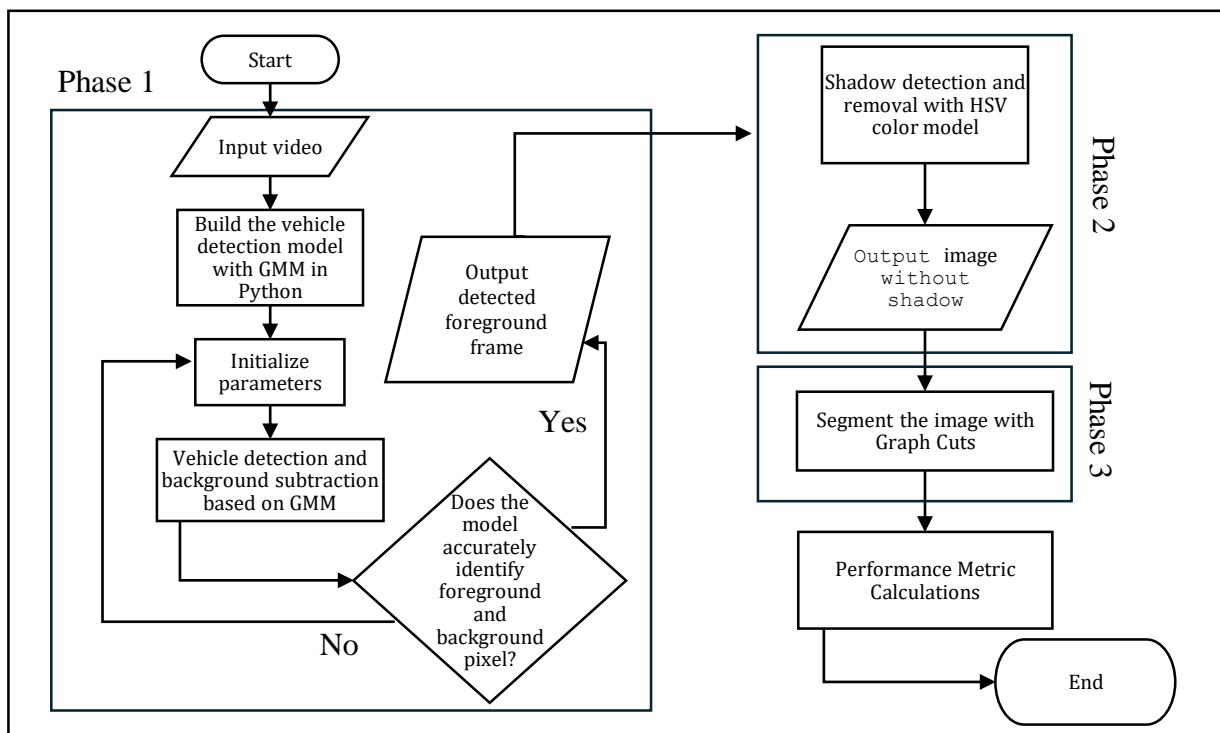 Start
Phase 1
Input video
Build the vehicle
detection model
with GMM in
Python
Initialize
parameters
Vehicle detection and
background subtraction
based on GMM
Does the
model
accurately
identify
foreground
and
background
pixel?
No
Yes
Output
detected
foreground
frame
Phase 2
Shadow detection and
removal with HSV
color model
Output image
without
shadow
Phase 3
Segment the image with
Graph Cuts
Performance Metric
Calculations
End